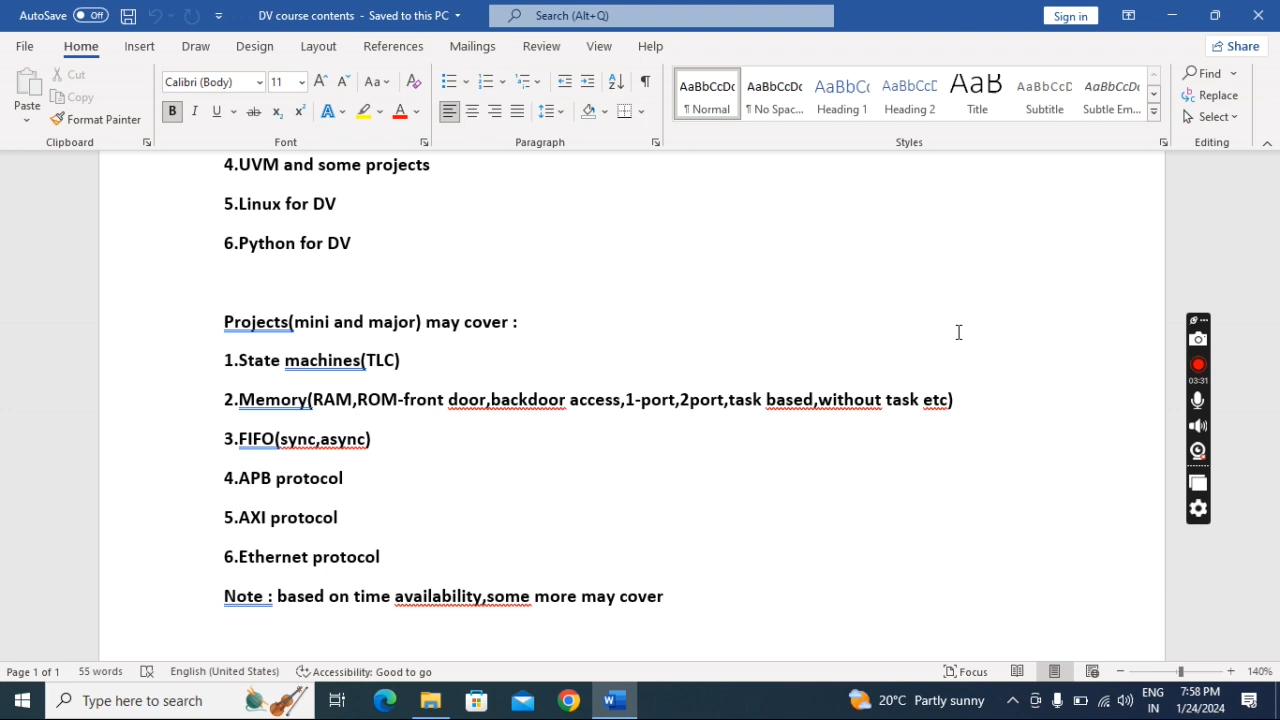 AutoSave Off DV course contents - Saved to this PC Search (Alt+Q) Sign in
File Home Insert Draw Design Layout References Mailings Review View Help Share
Paste Cut Copy Format Painter
Calibri (Body) 11 Aa
B I U ab x₂ x² A A
AaBbCcDc AaBbCcDc AaBbCc AaBbCcD AaB AaBbCcD AaBbCcDc
¶ Normal ¶ No Spac... Heading 1 Heading 2 Title Subtitle Subtle Em...
Find Replace Select
Clipboard Font Paragraph Styles Editing
4.UVM and some projects
5.Linux for DV
6.Python for DV
Projects(mini and major) may cover :
1.State machines(TLC)
2.Memory(RAM,ROM-front door,backdoor access,1-port,2port,task based,without task etc)
3.FIFO(sync,async)
4.APB protocol
5.AXI protocol
6.Ethernet protocol
Note : based on time availability,some more may cover
03:31
Page 1 of 1 55 words English (United States) Accessibility: Good to go Focus 140%
Type here to search 20°C Partly sunny ENG IN 7:58 PM 1/24/2024